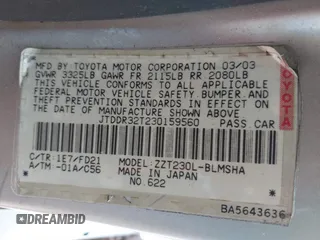 MFD BY TOYOTA MOTOR CORPORATION 03/03
GVWR 3325LB GAWR FR 2115LB RR 2080LB
THIS VEHICLE CONFORMS TO ALL APPLICABLE
FEDERAL MOTOR VEHICLE SAFETY BUMPER AND
THEFT PREVENTION STANDARDS IN EFFECT ON
THE DATE OF MANUFACTURE SHOWN ABOVE.
JTDDR32T230159560
C/TR: 1E7/FD21 MODEL: ZZT230L-BLMSHA
A/TM -01A/C56 MADE IN JAPAN
NO.622
BA5643636
TOYOTA
DREAMBID.COM